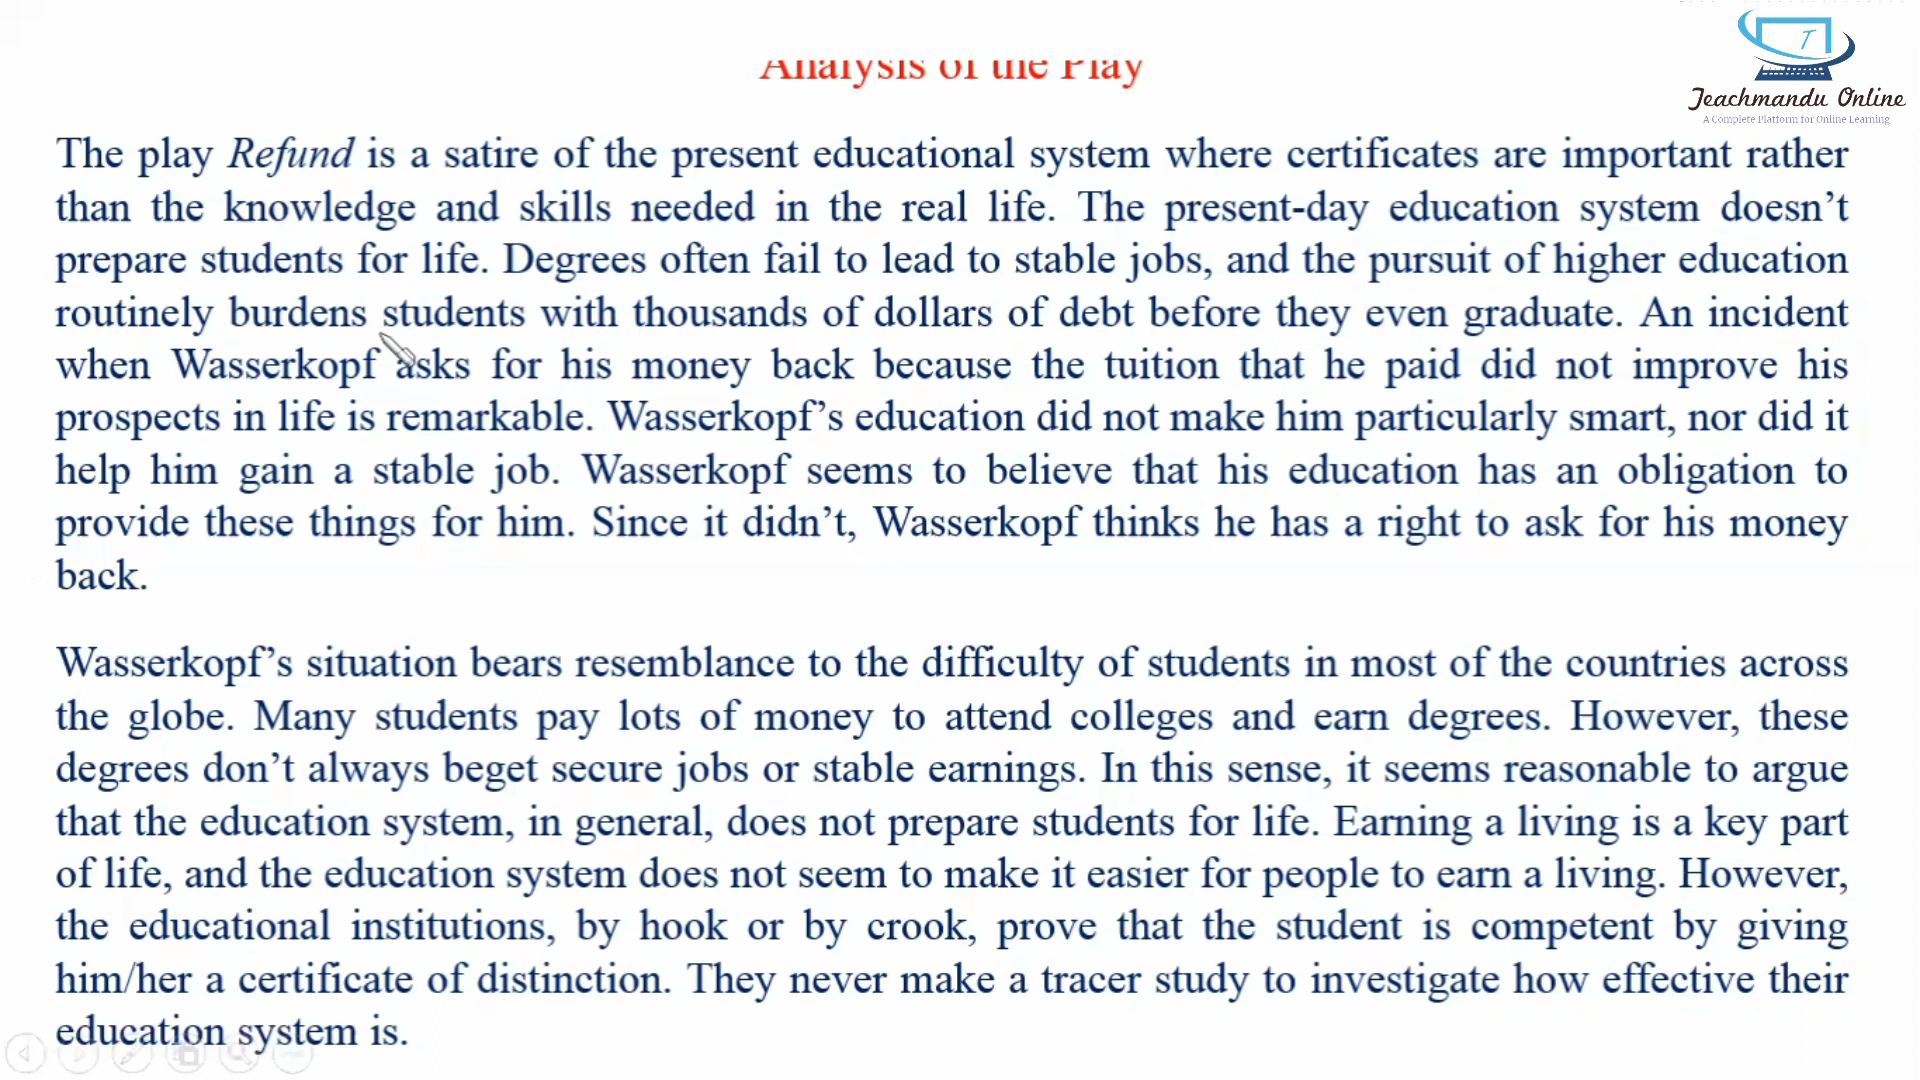 Analysis of the Play
Teachmandu Online
A Complete Platform for Online Learning
The play Refund is a satire of the present educational system where certificates are important rather
than the knowledge and skills needed in the real life. The present-day education system doesn’t
prepare students for life. Degrees often fail to lead to stable jobs, and the pursuit of higher education
routinely burdens students with thousands of dollars of debt before they even graduate. An incident
when Wasserkopf asks for his money back because the tuition that he paid did not improve his
prospects in life is remarkable. Wasserkopf’s education did not make him particularly smart, nor did it
help him gain a stable job. Wasserkopf seems to believe that his education has an obligation to
provide these things for him. Since it didn’t, Wasserkopf thinks he has a right to ask for his money
back.
Wasserkopf’s situation bears resemblance to the difficulty of students in most of the countries across
the globe. Many students pay lots of money to attend colleges and earn degrees. However, these
degrees don’t always beget secure jobs or stable earnings. In this sense, it seems reasonable to argue
that the education system, in general, does not prepare students for life. Earning a living is a key part
of life, and the education system does not seem to make it easier for people to earn a living. However,
the educational institutions, by hook or by crook, prove that the student is competent by giving
him/her a certificate of distinction. They never make a tracer study to investigate how effective their
education system is.